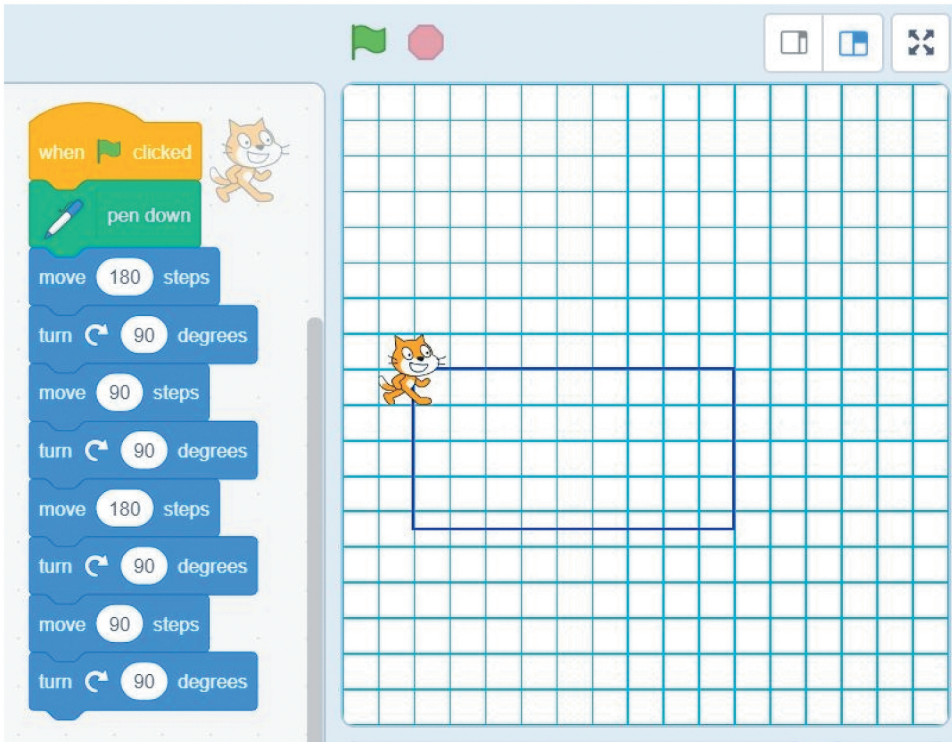 when clicked
pen down
move 180 steps
turn 90 degrees
move 90 steps
turn 90 degrees
move 180 steps
turn 90 degrees
move 90 steps
turn 90 degrees